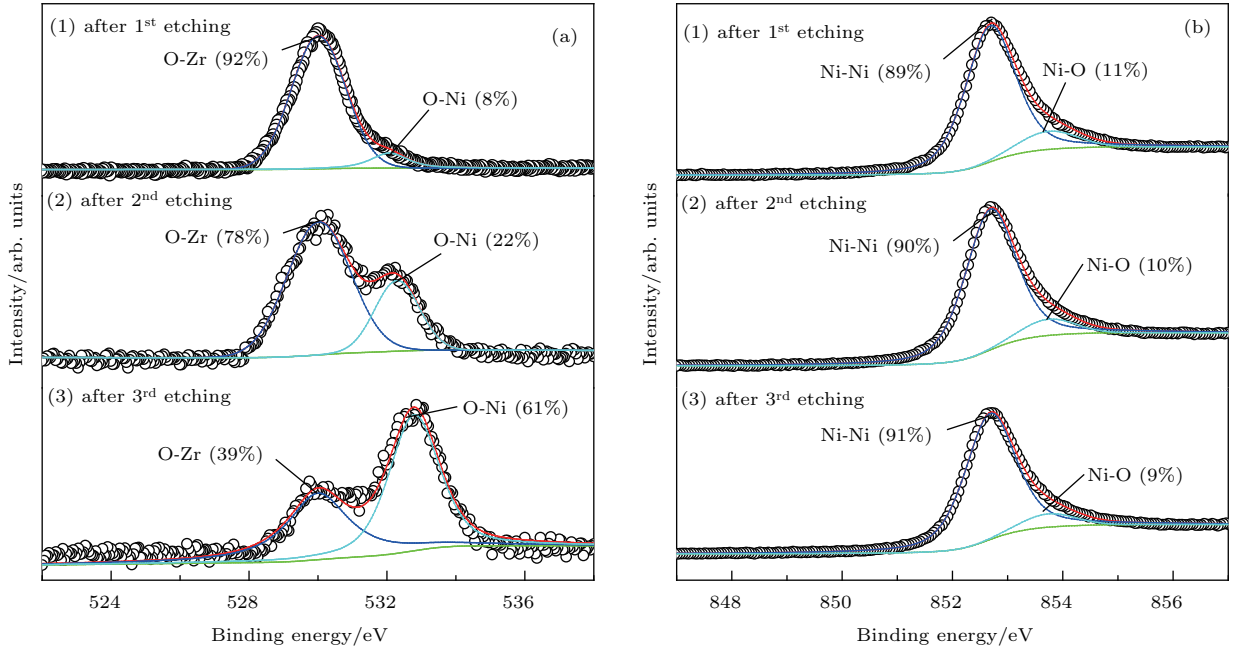 (1) after 1st etching
(a)
O-Zr (92%)
O-Ni (8%)
(2) after 2nd etching
O-Zr (78%)
O-Ni (22%)
(3) after 3rd etching
O-Ni (61%)
O-Zr (39%)
Intensity/arb. units
524
528
532
536
Binding energy/eV
(1) after 1st etching
(b)
Ni-Ni (89%)
Ni-O (11%)
(2) after 2nd etching
Ni-Ni (90%)
Ni-O (10%)
(3) after 3rd etching
Ni-Ni (91%)
Ni-O (9%)
Intensity/arb. units
848
850
852
854
856
Binding energy/eV